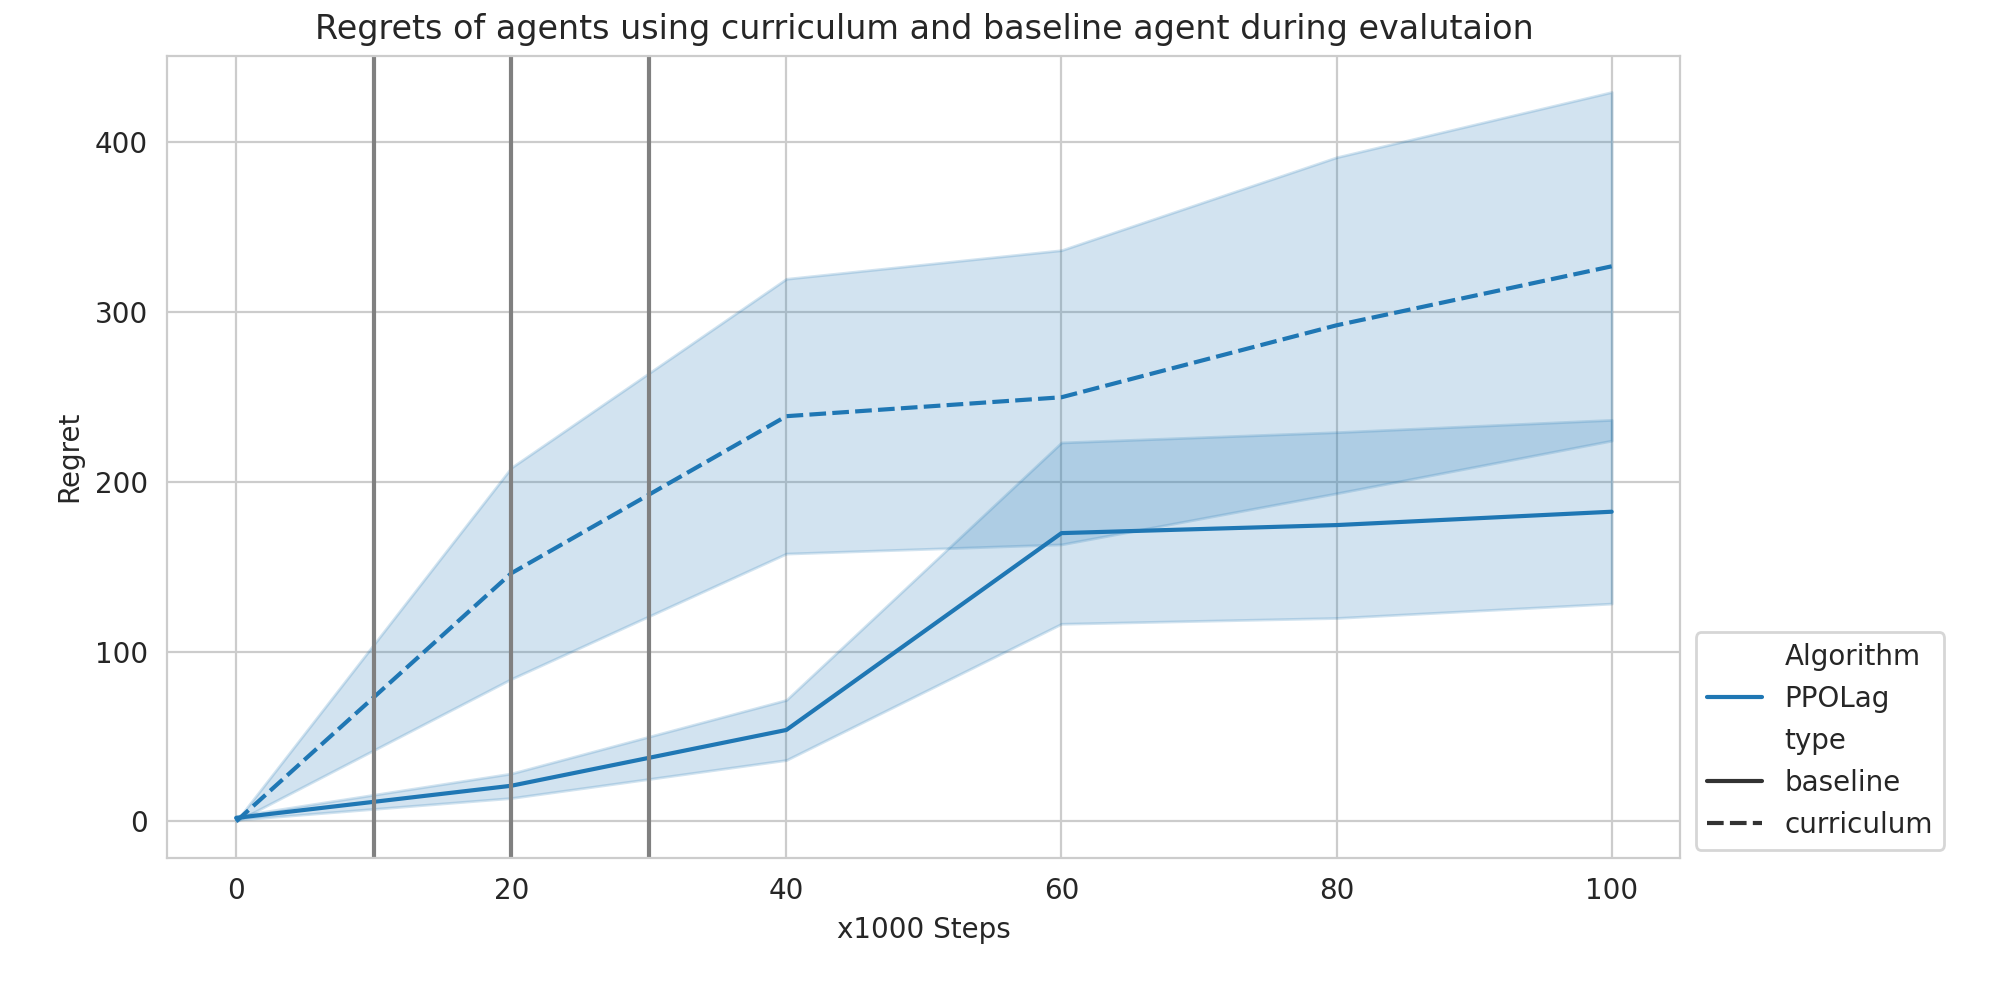 Regrets of agents using curriculum and baseline agent during evalutaion
400
300
200
100
0
Regret
0 20 40 60 80 100
x1000 Steps
Algorithm
PPOLag
type
baseline
curriculum